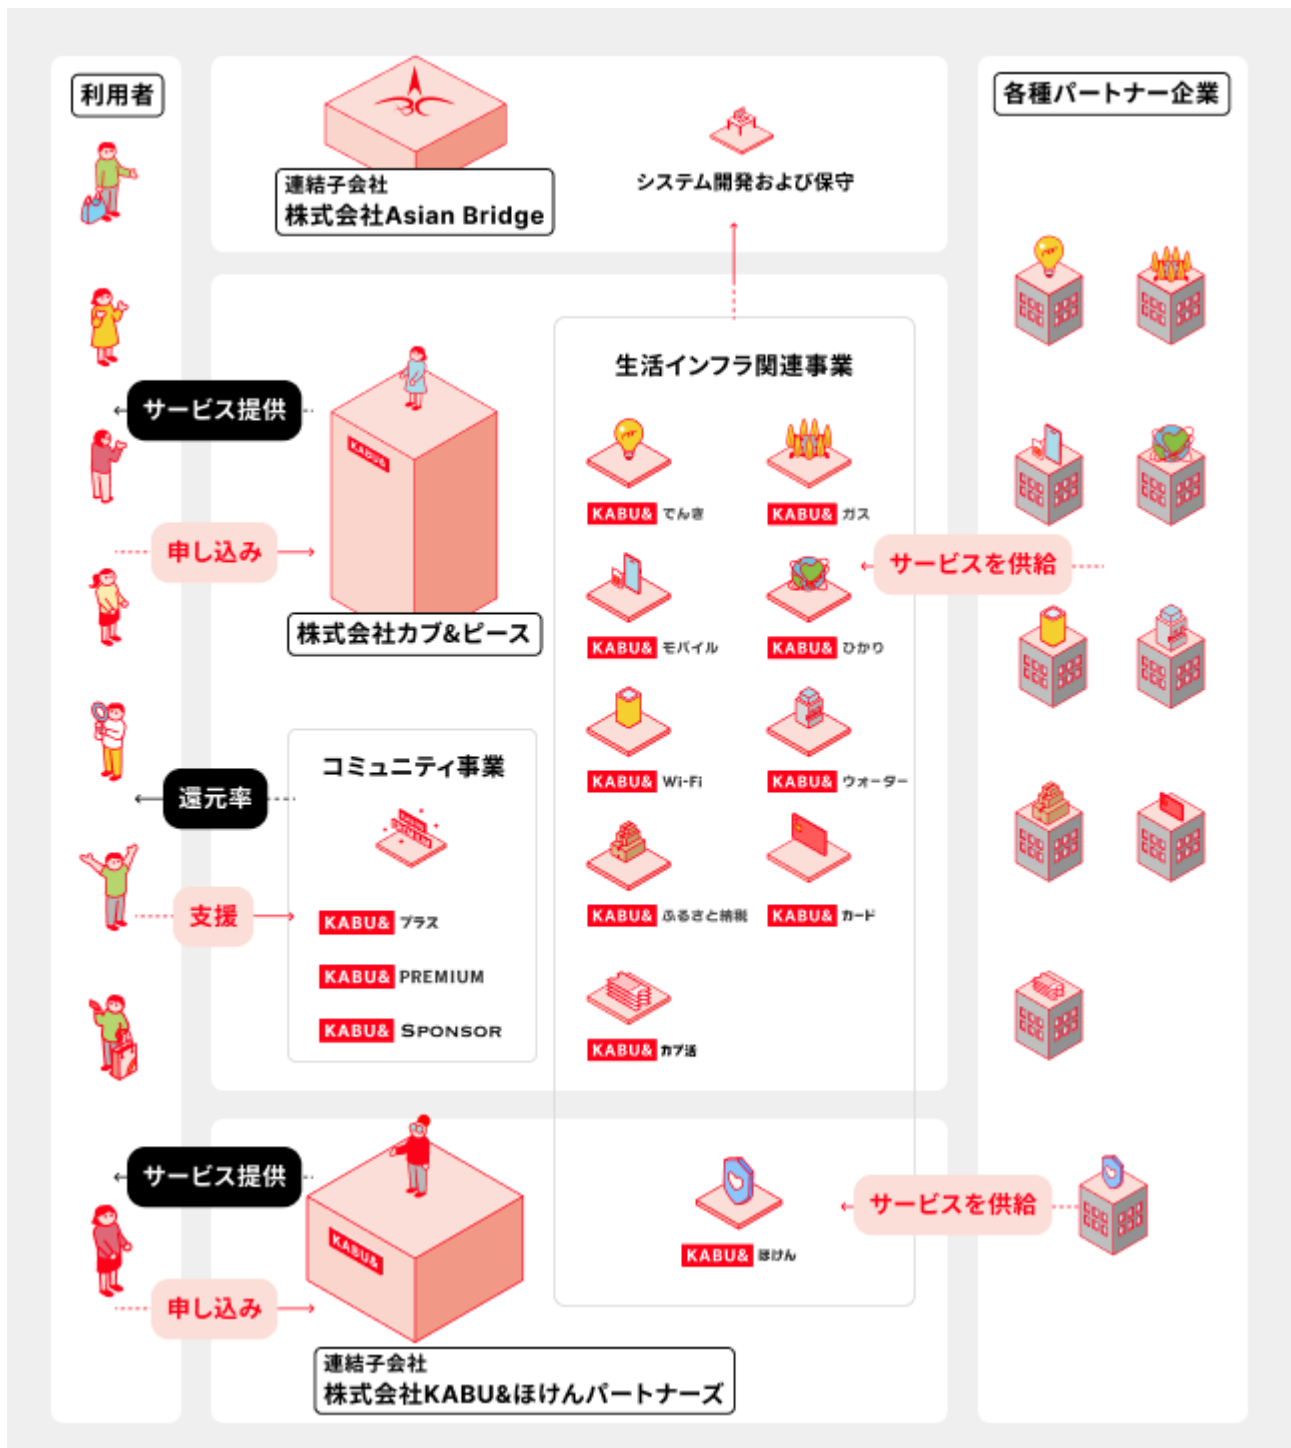 利用者
連結子会社
株式会社Asian Bridge
システム開発および保守
各種パートナー企業
生活インフラ関連事業
サービス提供
KABU&
申し込み
株式会社カブ&ピース
KABU& でんき
KABU& ガス
サービスを供給
KABU& モバイル
KABU& ひかり
KABU& Wi-Fi
KABU& ウォーター
KABU& ふるさと納税
KABU& カード
KABU& カブ活
コミュニティ事業
還元率
支援
KABU& プラス
KABU& PREMIUM
KABU& SPONSOR
サービス提供
KABU&
申し込み
KABU& ほけん
サービスを供給
連結子会社
株式会社KABU&ほけんパートナーズ